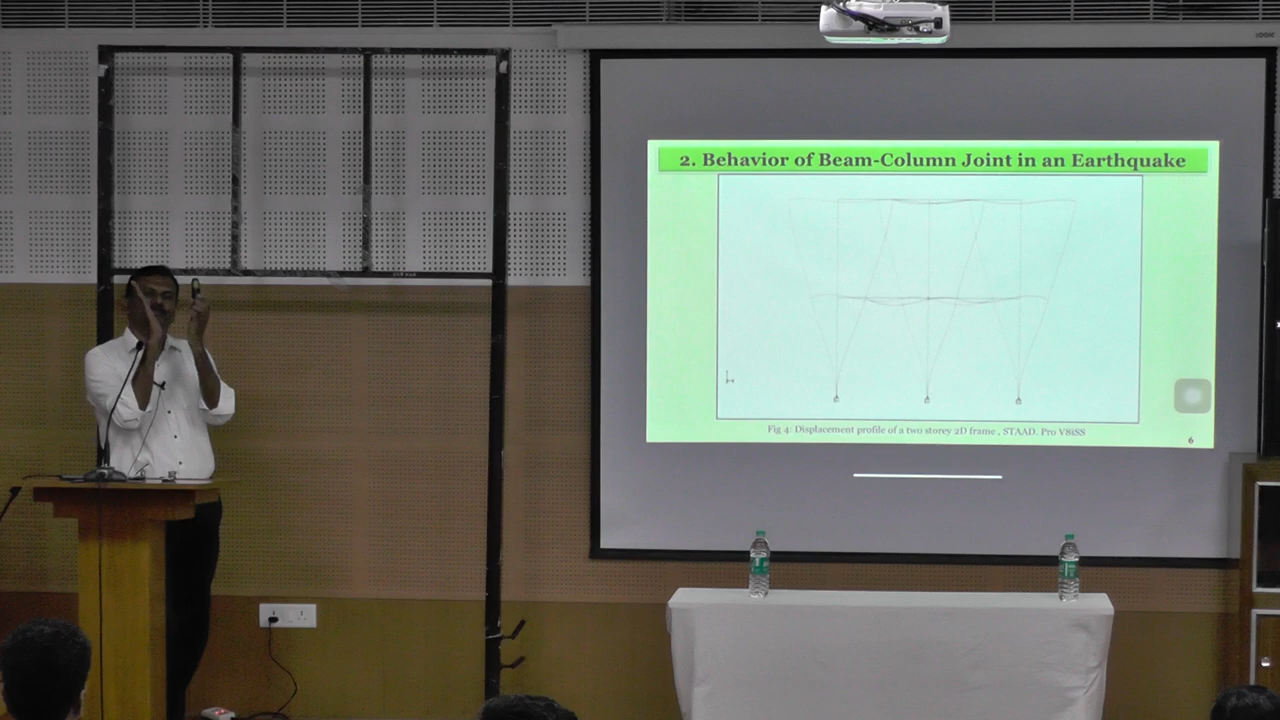 LOGIC
2. Behavior of Beam-Column Joint in an Earthquake
Fig 4: Displacement profile of a two storey 2D frame , STAAD. Pro V8iSS
6